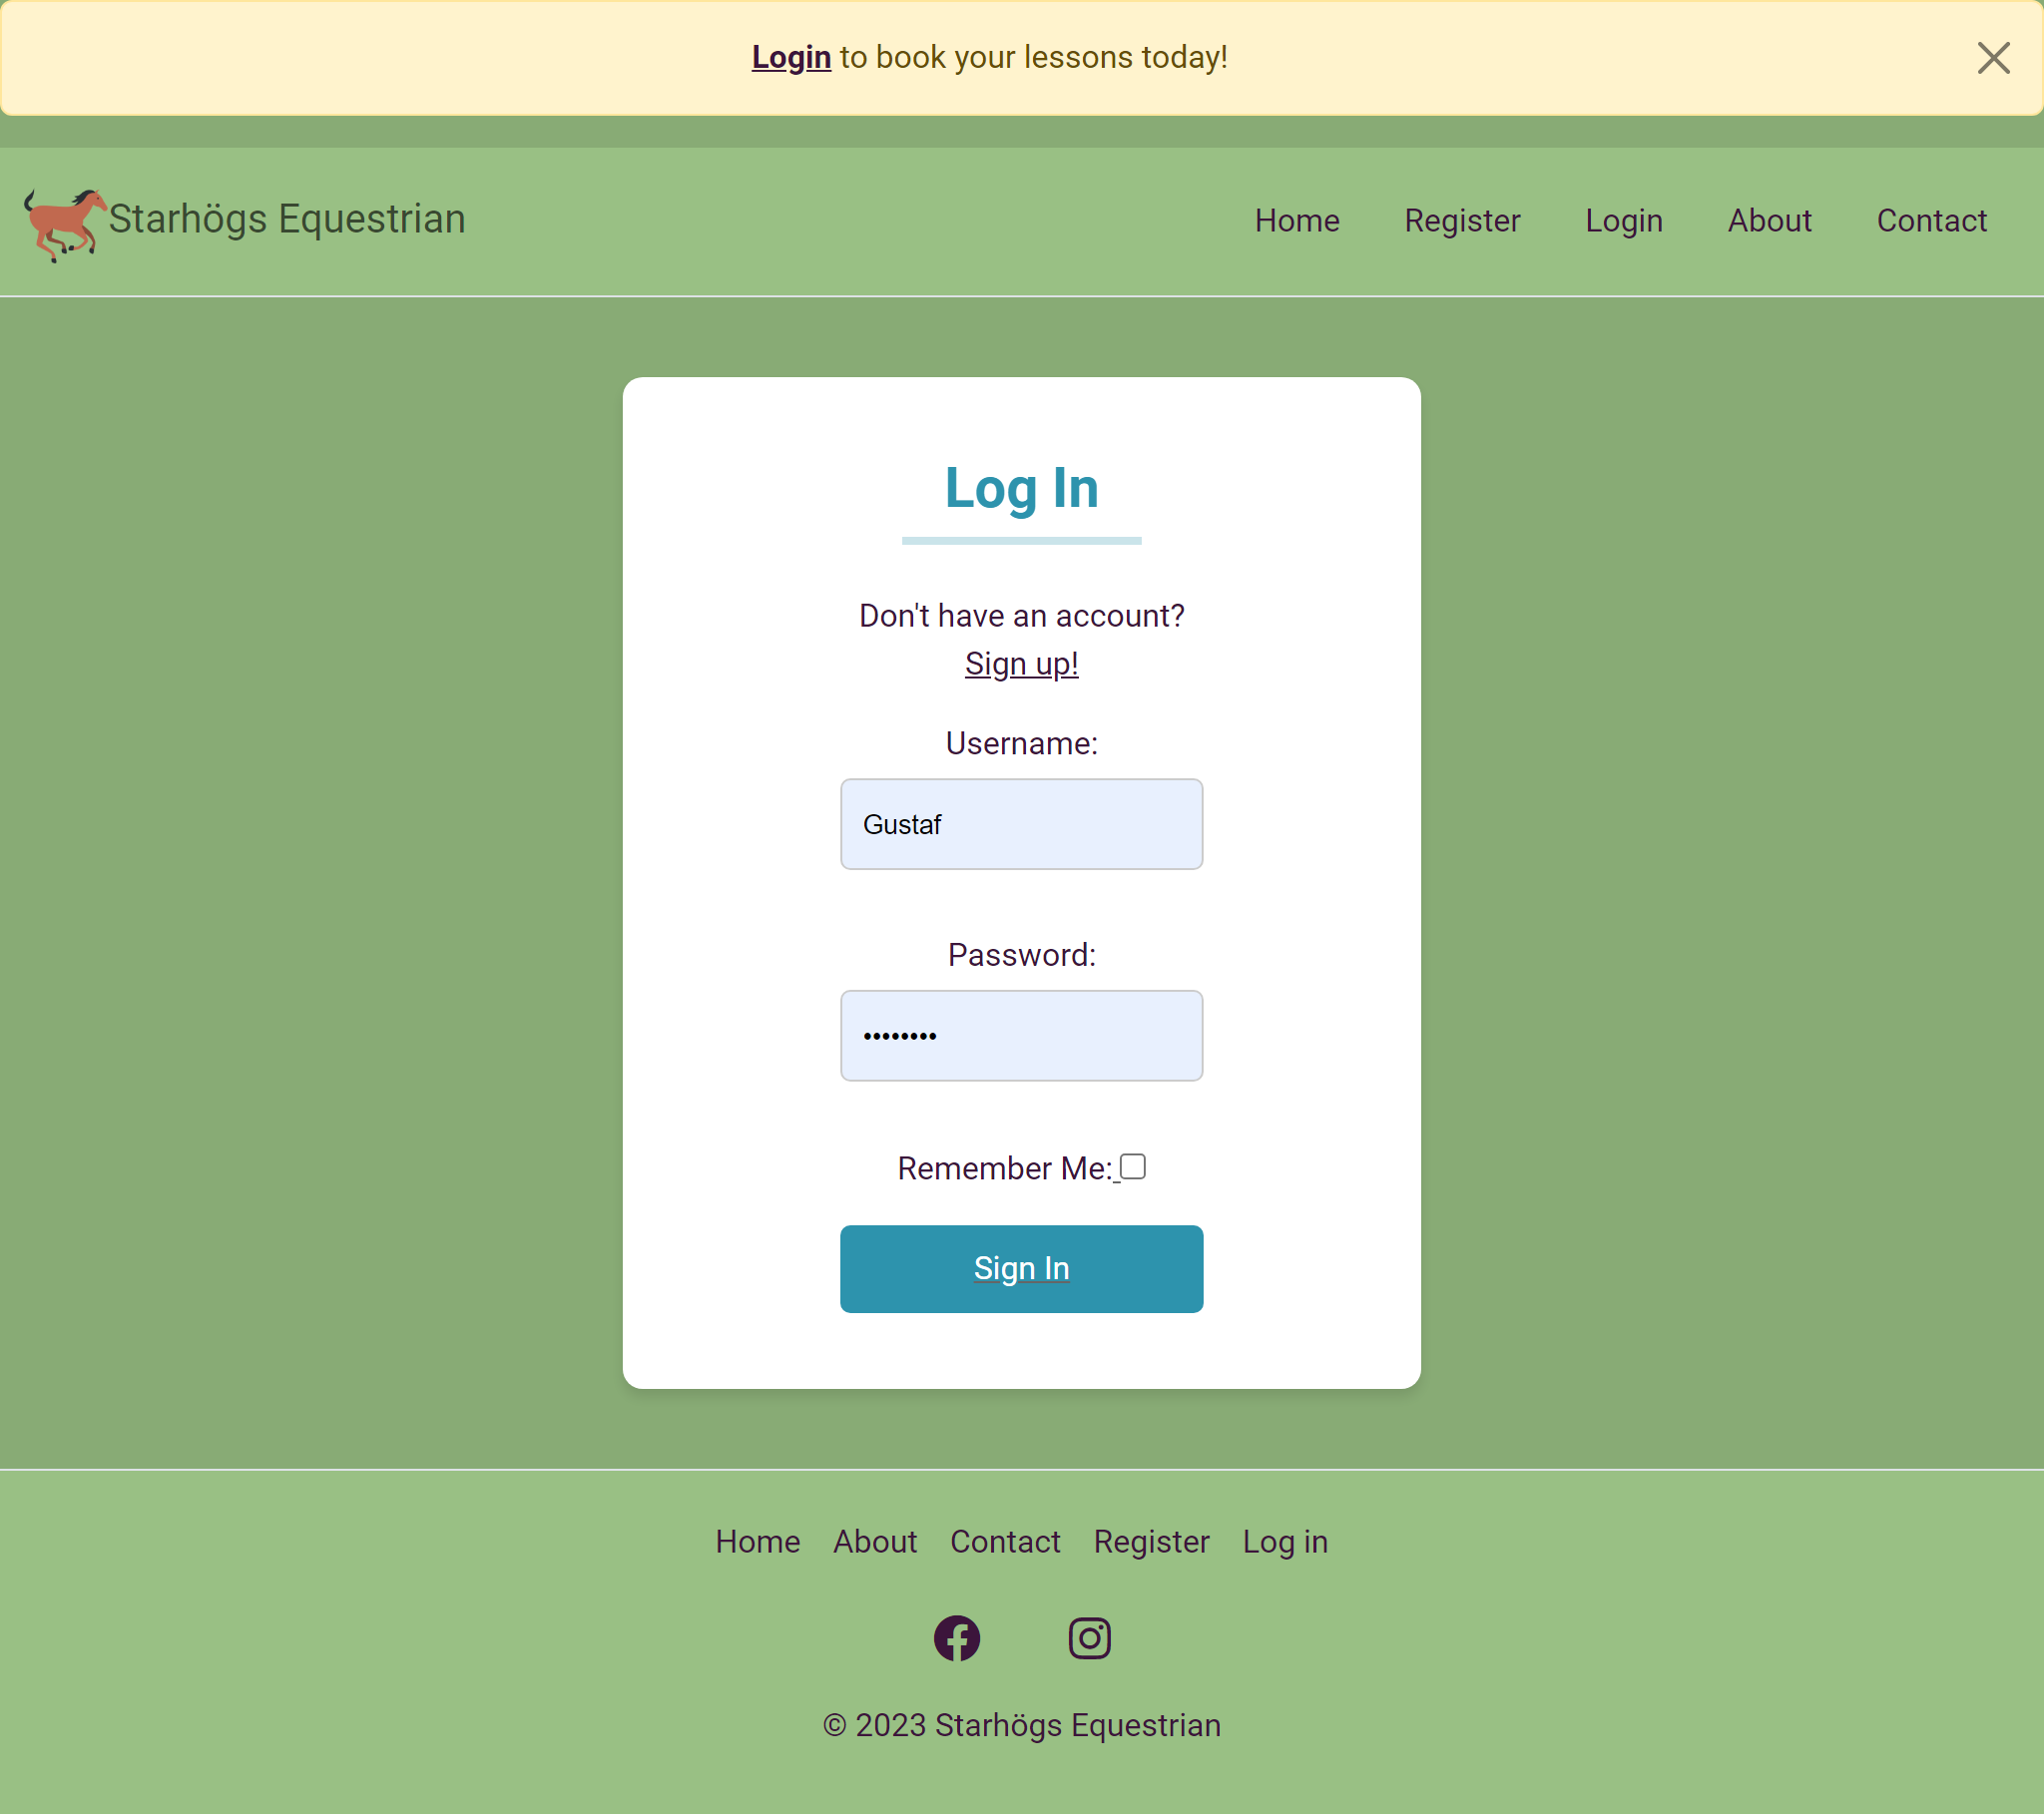 Login to book your lessons today!
Starhögs Equestrian
Home Register Login About Contact
Log In
Don't have an account?
Sign up!
Username:
Gustaf
Password:
••••••••
Remember Me:
Sign In
Home About Contact Register Log in
© 2023 Starhögs Equestrian